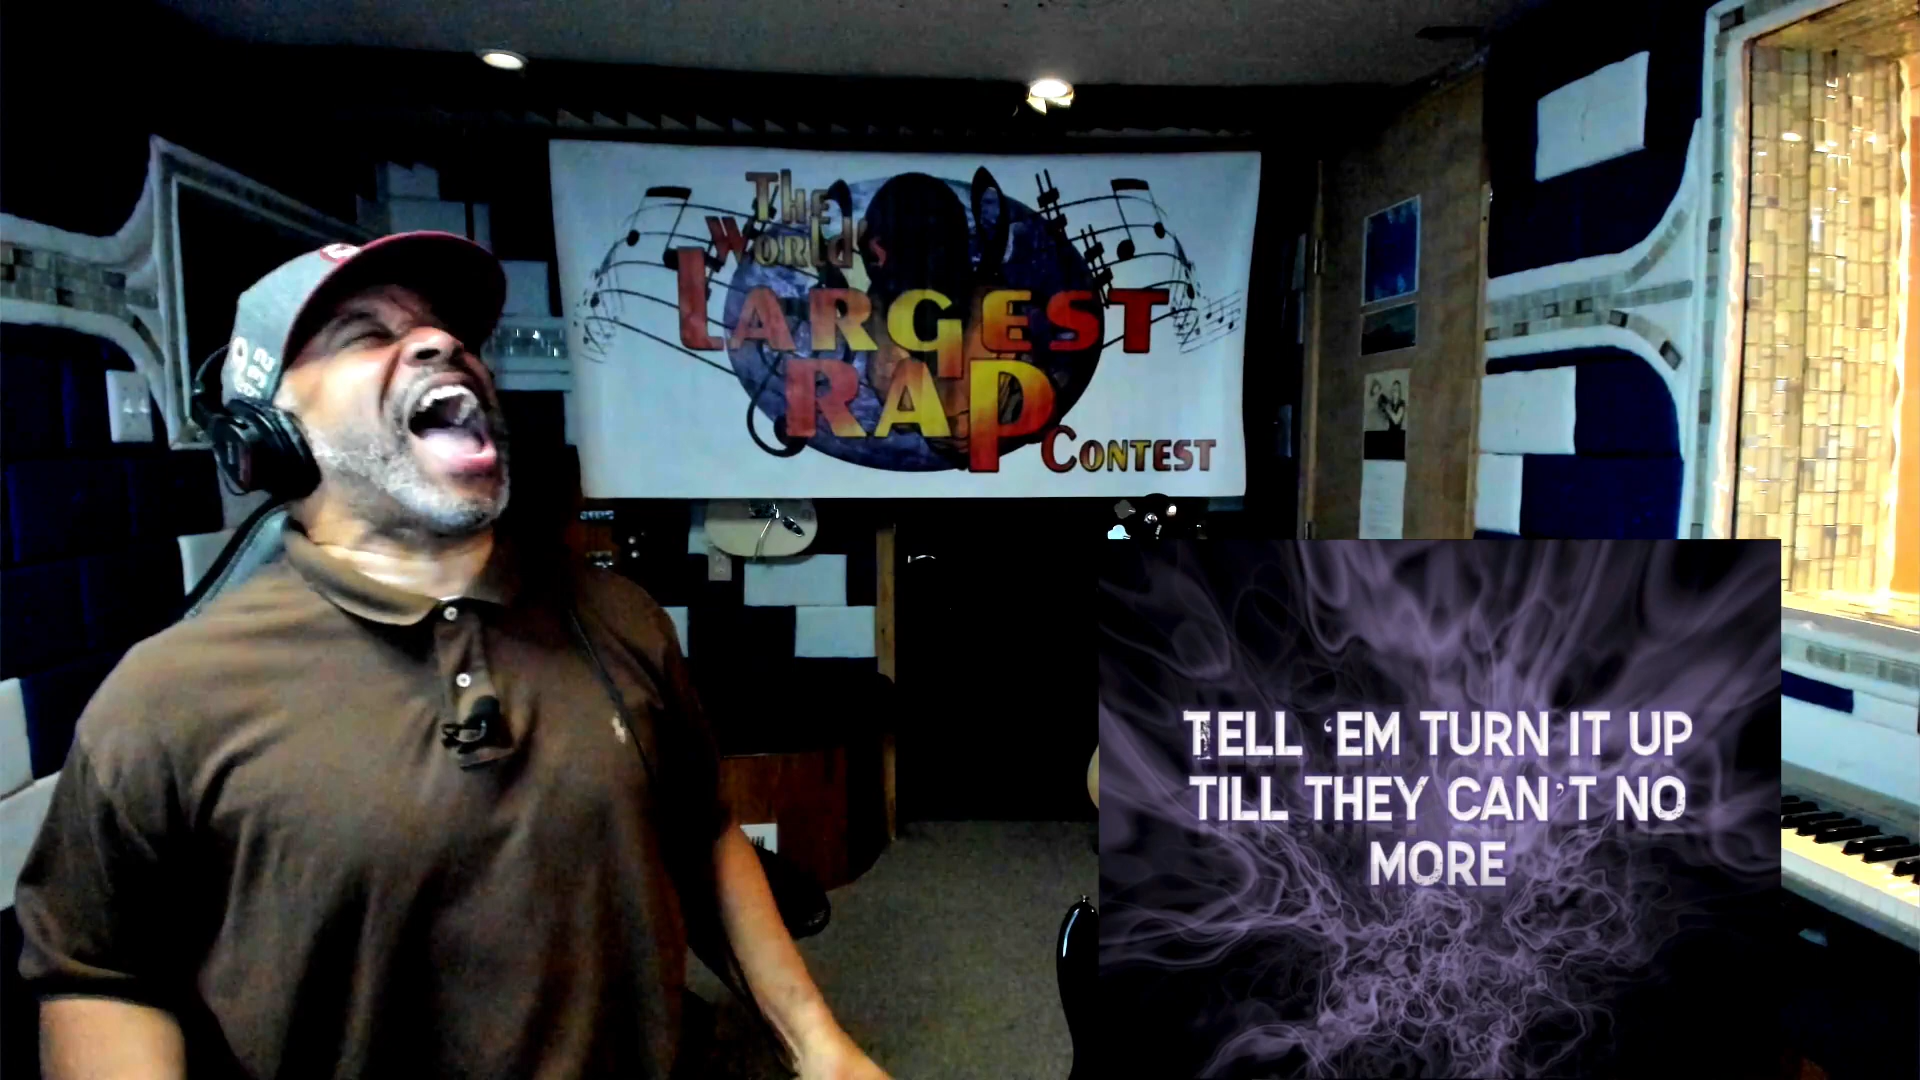 The
World's
Largest
Rap
Contest
TELL ‘EM TURN IT UP
TILL THEY CAN’T NO
MORE